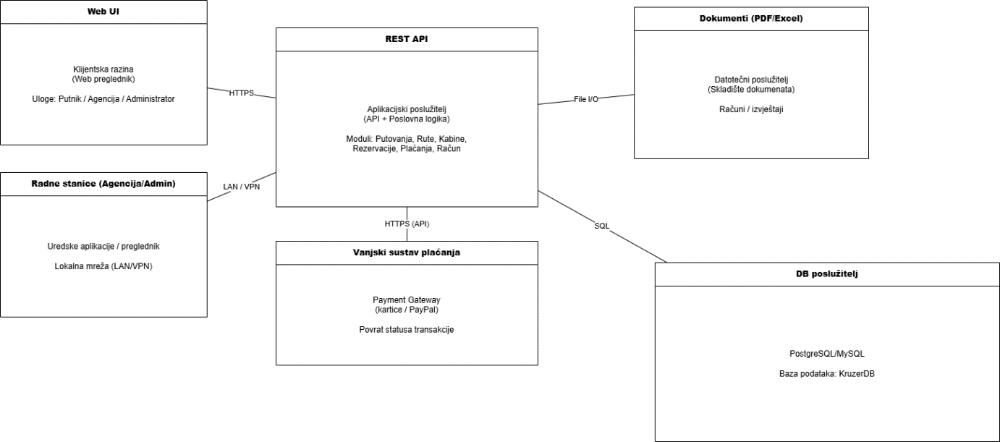 Web UI
Klijentska razina
(Web preglednik)
Uloge: Putnik / Agencija / Administrator
HTTPS
REST API
Aplikacijski poslužitelj
(API + Poslovna logika)
Moduli: Putovanja, Rute, Kabine,
Rezervacije, Plaćanja, Račun
File I/O
Dokumenti (PDF/Excel)
Datotečni poslužitelj
(Skladište dokumenata)
Računi / izvještaji
Radne stanice (Agencija/Admin)
Uredske aplikacije / preglednik
Lokalna mreža (LAN/VPN)
LAN / VPN
HTTPS (API)
Vanjski sustav plaćanja
Payment Gateway
(kartice / PayPal)
Povrat statusa transakcije
SQL
DB poslužitelj
PostgreSQL/MySQL
Baza podataka: KruzerDB